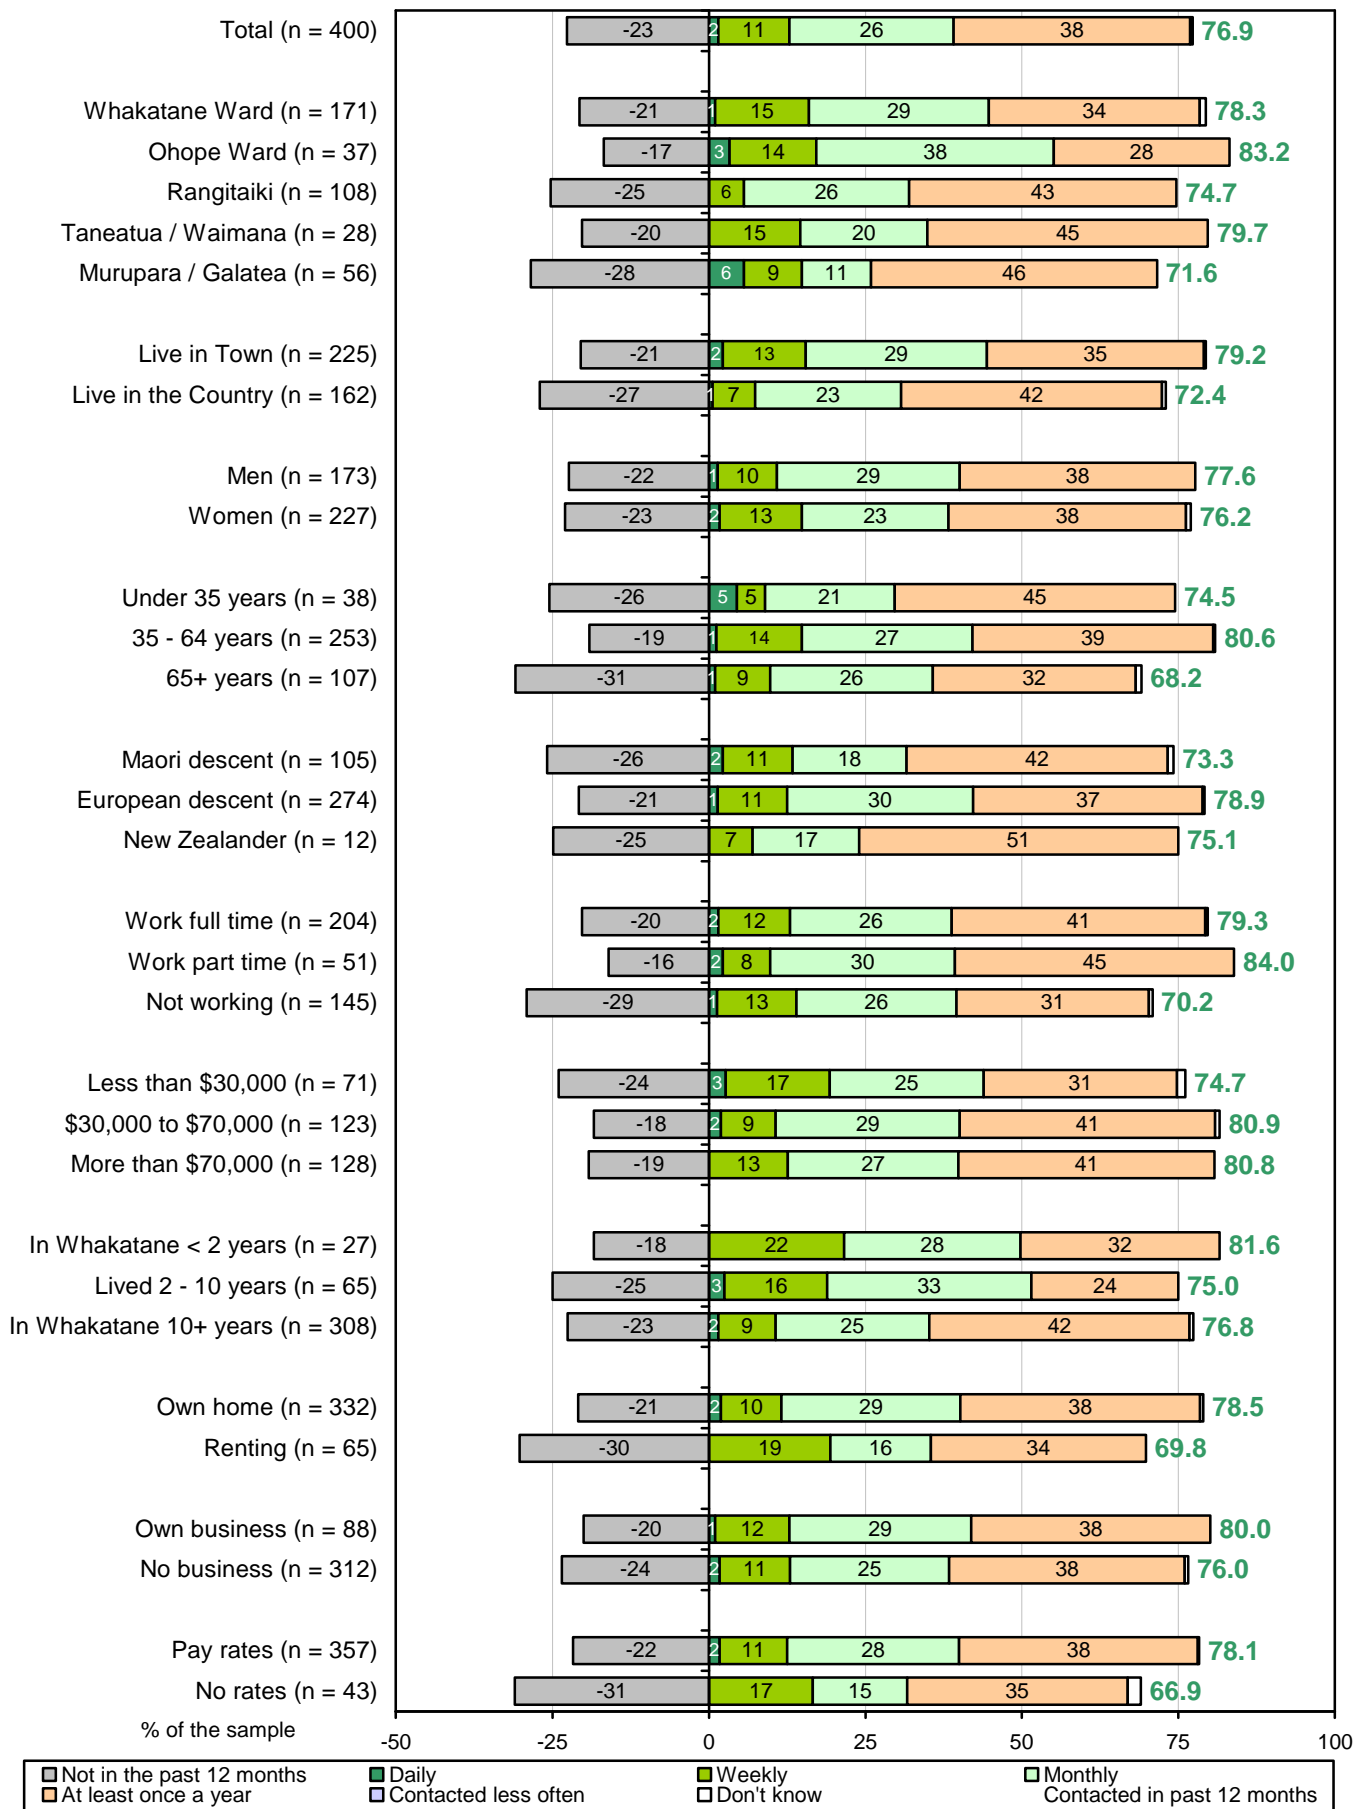 Total (n = 400) -23 2 11 26 38 76.9
Whakatane Ward (n = 171) -21 1 15 29 34 78.3
Ohope Ward (n = 37) -17 3 14 38 28 83.2
Rangitaiki (n = 108) -25 6 26 43 74.7
Taneatua / Waimana (n = 28) -20 15 20 45 79.7
Murupara / Galatea (n = 56) -28 6 9 11 46 71.6
Live in Town (n = 225) -21 2 13 29 35 79.2
Live in the Country (n = 162) -27 1 7 23 42 72.4
Men (n = 173) -22 1 10 29 38 77.6
Women (n = 227) -23 2 13 23 38 76.2
Under 35 years (n = 38) -26 5 5 21 45 74.5
35 - 64 years (n = 253) -19 1 14 27 39 80.6
65+ years (n = 107) -31 1 9 26 32 68.2
Maori descent (n = 105) -26 2 11 18 42 73.3
European descent (n = 274) -21 1 11 30 37 78.9
New Zealander (n = 12) -25 7 17 51 75.1
Work full time (n = 204) -20 2 12 26 41 79.3
Work part time (n = 51) -16 2 8 30 45 84.0
Not working (n = 145) -29 1 13 26 31 70.2
Less than $30,000 (n = 71) -24 3 17 25 31 74.7
$30,000 to $70,000 (n = 123) -18 2 9 29 41 80.9
More than $70,000 (n = 128) -19 13 27 41 80.8
In Whakatane < 2 years (n = 27) -18 22 28 32 81.6
Lived 2 - 10 years (n = 65) -25 3 16 33 24 75.0
In Whakatane 10+ years (n = 308) -23 2 9 25 42 76.8
Own home (n = 332) -21 2 10 29 38 78.5
Renting (n = 65) -30 19 16 34 69.8
Own business (n = 88) -20 1 12 29 38 80.0
No business (n = 312) -24 2 11 25 38 76.0
Pay rates (n = 357) -22 2 11 28 38 78.1
No rates (n = 43) -31 17 15 35 66.9
% of the sample
-50 -25 0 25 50 75 100
Not in the past 12 months Daily Weekly Monthly
At least once a year Contacted less often Don't know Contacted in past 12 months